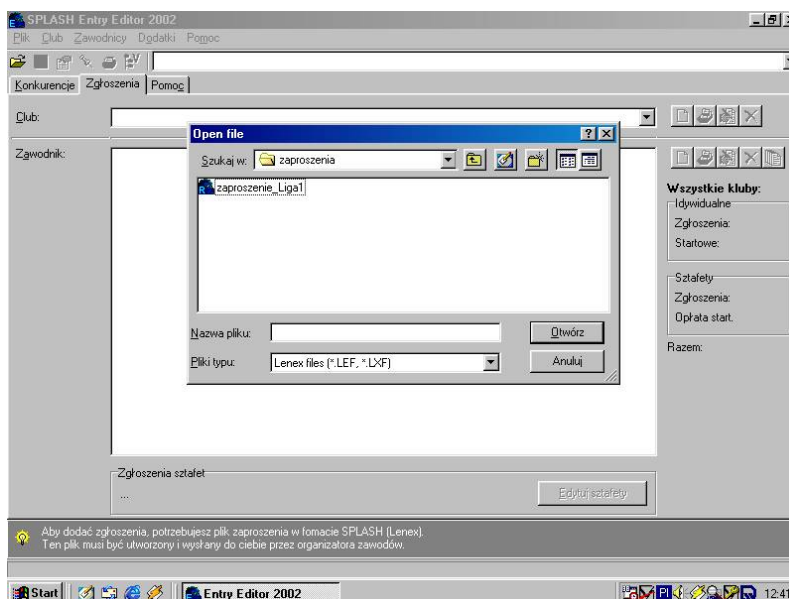 SPLASH Entry Editor 2002
Plik Club Zawodnicy Dodatki Pomoc
Konkurencje Zgłoszenia Pomoc
Club:
Zawodnik:
Open file
Szukaj w: zaproszenia
zaproszenie_Liga1
Nazwa pliku: Otwórz
Pliki typu: Lenex files (*.LEF, *.LXF) Anuluj
Wszystkie kluby:
Idywidualne
Zgłoszenia:
Startowe:
Sztafety
Zgłoszenia:
Opłata start.
Razem:
Zgłoszenia sztafet
...
Edytuj sztafety
Aby dodać zgłoszenia, potrzebujesz plik zaproszenia w fomacie SPLASH (Lenex).
Ten plik musi być utworzony i wysłany do ciebie przez organizatora zawodów.
Start Entry Editor 2002 Pl 12:41